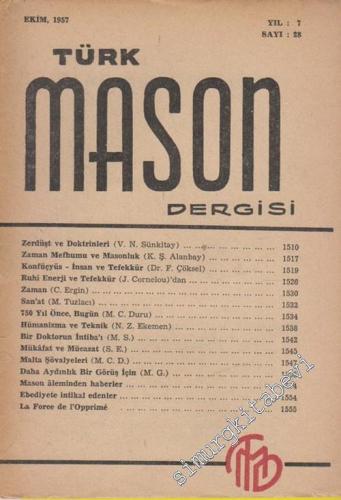 EKİM, 1957
YIL : 7
SAYI : 28
TÜRK
MASON
DERGİSİ
Zerdüşt ve Doktrinleri (V. N. Sünkitay) ... 1510
Zaman Mefhumu ve Masonluk (K. Ş. Alanbay) ... 1517
Konfüçyüs - İnsan ve Tefekkür (Dr. F. Çöksel) ... 1519
Ruhi Enerji ve Tefekkür (J. Cornelou)'dan ... 1526
Zaman (C. Ergin) ... 1530
San'at (M. Tuzlacı) ... 1532
750 Yıl Önce, Bugün (M. C. Duru) ... 1534
Hümanizma ve Teknik (N. Z. Ekemen) ... 1538
Bir Doktorun İntiba'ı (M. S.) ... 1542
Mükâfat ve Mücazat (S. E.) ... 1545
Malta Şövalyeleri (M. C. D.) ... 1547
Daha Aydınlık Bir Görüş İçin (M. G.) ...
Mason âleminden haberler ...
Ebediyete intikal edenler ... 1554
La Force de l'Opprimé ... 1555
simurgkitabevi